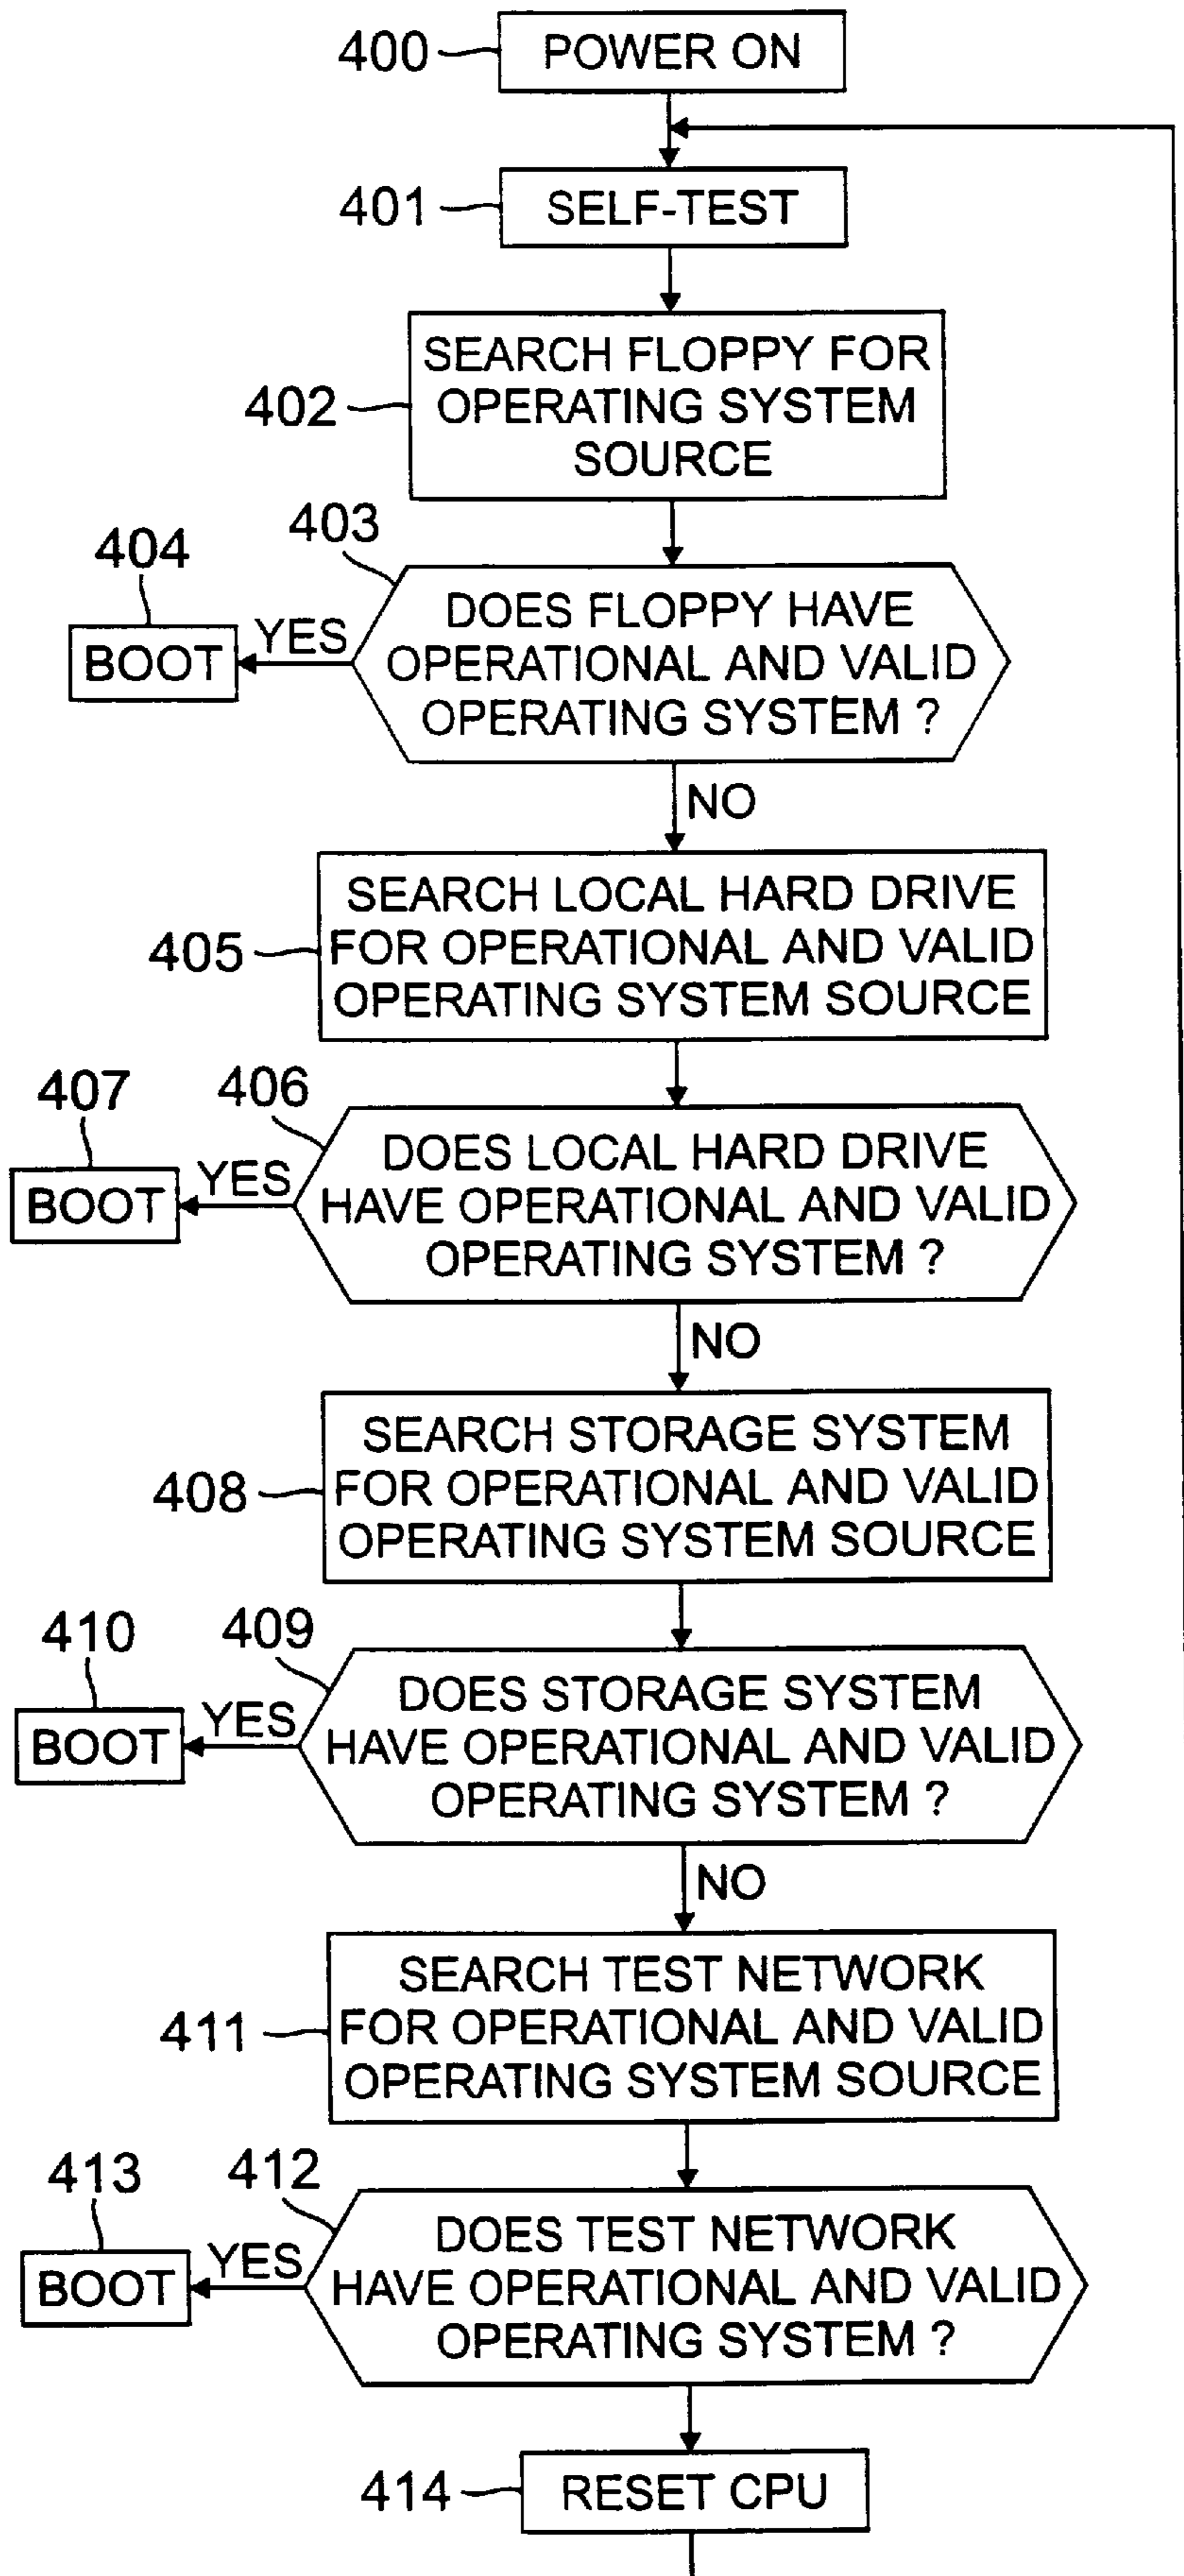 400
POWER ON
401
SELF-TEST
402
SEARCH FLOPPY FOR
OPERATING SYSTEM
SOURCE
403
404
BOOT
YES
DOES FLOPPY HAVE
OPERATIONAL AND VALID
OPERATING SYSTEM ?
NO
405
SEARCH LOCAL HARD DRIVE
FOR OPERATIONAL AND VALID
OPERATING SYSTEM SOURCE
406
407
BOOT
YES
DOES LOCAL HARD DRIVE
HAVE OPERATIONAL AND VALID
OPERATING SYSTEM ?
NO
408
SEARCH STORAGE SYSTEM
FOR OPERATIONAL AND VALID
OPERATING SYSTEM SOURCE
409
410
BOOT
YES
DOES STORAGE SYSTEM
HAVE OPERATIONAL AND VALID
OPERATING SYSTEM ?
NO
411
SEARCH TEST NETWORK
FOR OPERATIONAL AND VALID
OPERATING SYSTEM SOURCE
412
413
BOOT
YES
DOES TEST NETWORK
HAVE OPERATIONAL AND VALID
OPERATING SYSTEM ?
414
RESET CPU